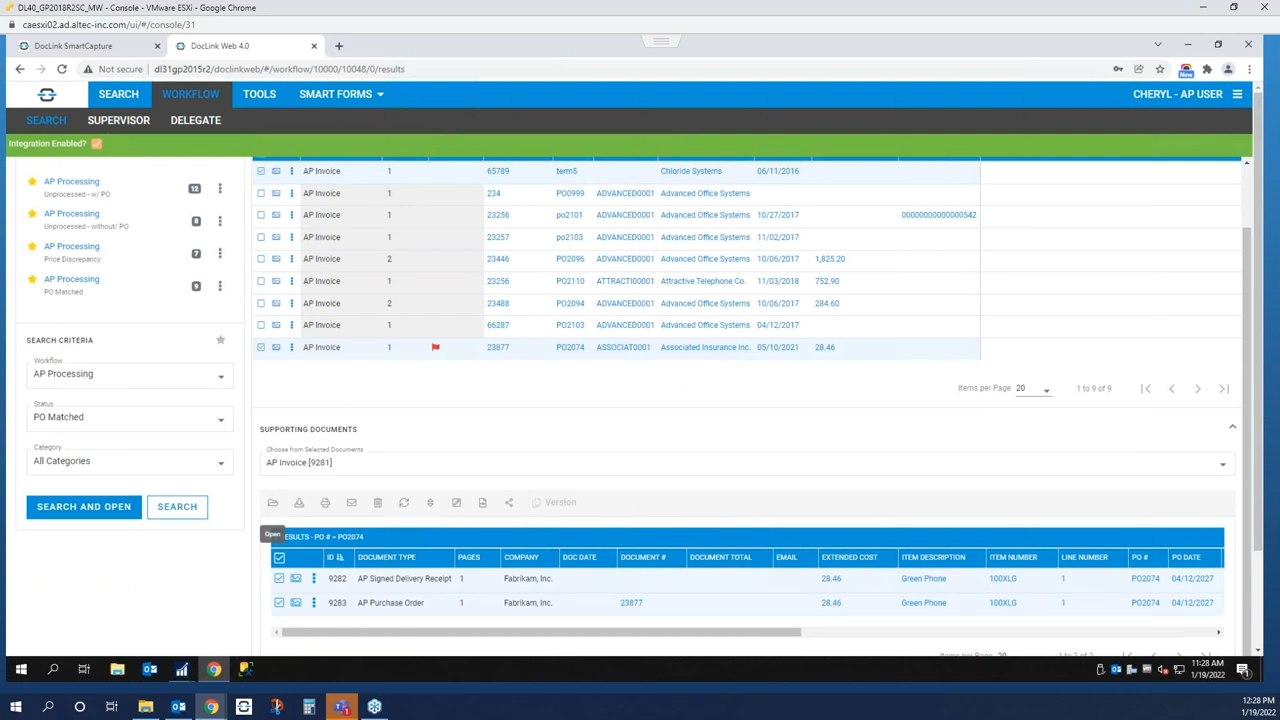 DL40_GP2018R2SC_MW - Console - VMware ESXi - Google Chrome
caesxi02.ad.altec-inc.com/ui/#/console/31
DocLink SmartCapture
DocLink Web 4.0
Not secure dl31gp2015r2/doclinkweb/#/workflow/10000/10048/0/results
New
SEARCH WORKFLOW TOOLS SMART FORMS CHERYL - AP USER
SEARCH SUPERVISOR DELEGATE
Integration Enabled?
AP Processing 12
Unprocessed - w/ PO
AP Processing 8
Unprocessed - without/ PO
AP Processing 7
Price Discrepancy
AP Processing 9
PO Matched
SEARCH CRITERIA
Workflow
AP Processing
Status
PO Matched
Category
All Categories
SEARCH AND OPEN SEARCH
AP Invoice 1 65789 term5 Chloride Systems 06/11/2016
AP Invoice 1 234 PO0999 ADVANCED0001 Advanced Office Systems
AP Invoice 1 23256 po2101 ADVANCED0001 Advanced Office Systems 10/27/2017 00000000000000542
AP Invoice 1 23257 po2103 ADVANCED0001 Advanced Office Systems 11/02/2017
AP Invoice 2 23446 PO2096 ADVANCED0001 Advanced Office Systems 10/06/2017 1,825.20
AP Invoice 1 23256 PO2110 ATTRACTI00001 Attractive Telephone Co. 11/03/2018 752.90
AP Invoice 2 23488 PO2094 ADVANCED0001 Advanced Office Systems 10/06/2017 284.60
AP Invoice 1 66287 PO2103 ADVANCED0001 Advanced Office Systems 04/12/2017
AP Invoice 1 23877 PO2074 ASSOCIAT0001 Associated Insurance Inc. 05/10/2021 28.46
Items per Page 20 1 to 9 of 9
SUPPORTING DOCUMENTS
Choose from Selected Documents
AP Invoice [9281]
Version
Open
RESULTS - PO # = PO2074
ID DOCUMENT TYPE PAGES COMPANY DOC DATE DOCUMENT # DOCUMENT TOTAL EMAIL EXTENDED COST ITEM DESCRIPTION ITEM NUMBER LINE NUMBER PO # PO DATE
9282 AP Signed Delivery Receipt 1 Fabrikam, Inc. 28.46 Green Phone 100XLG 1 PO2074 04/12/2027
9283 AP Purchase Order 1 Fabrikam, Inc. 23877 28.46 Green Phone 100XLG 1 PO2074 04/12/2027
11:28 AM
1/19/2022
12:28 PM
1/19/2022